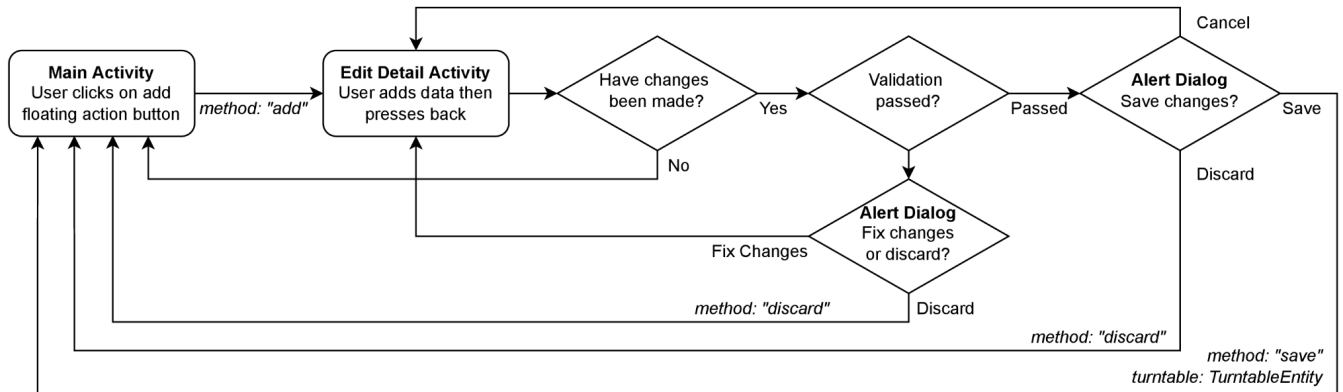 Cancel
Main Activity
User clicks on add
floating action button
method: "add"
Edit Detail Activity
User adds data then
presses back
Have changes
been made?
Yes
No
Validation
passed?
Passed
Alert Dialog
Save changes?
Save
Discard
Alert Dialog
Fix changes
or discard?
Fix Changes
Discard
method: "discard"
method: "discard"
method: "save"
turntable: TurntableEntity